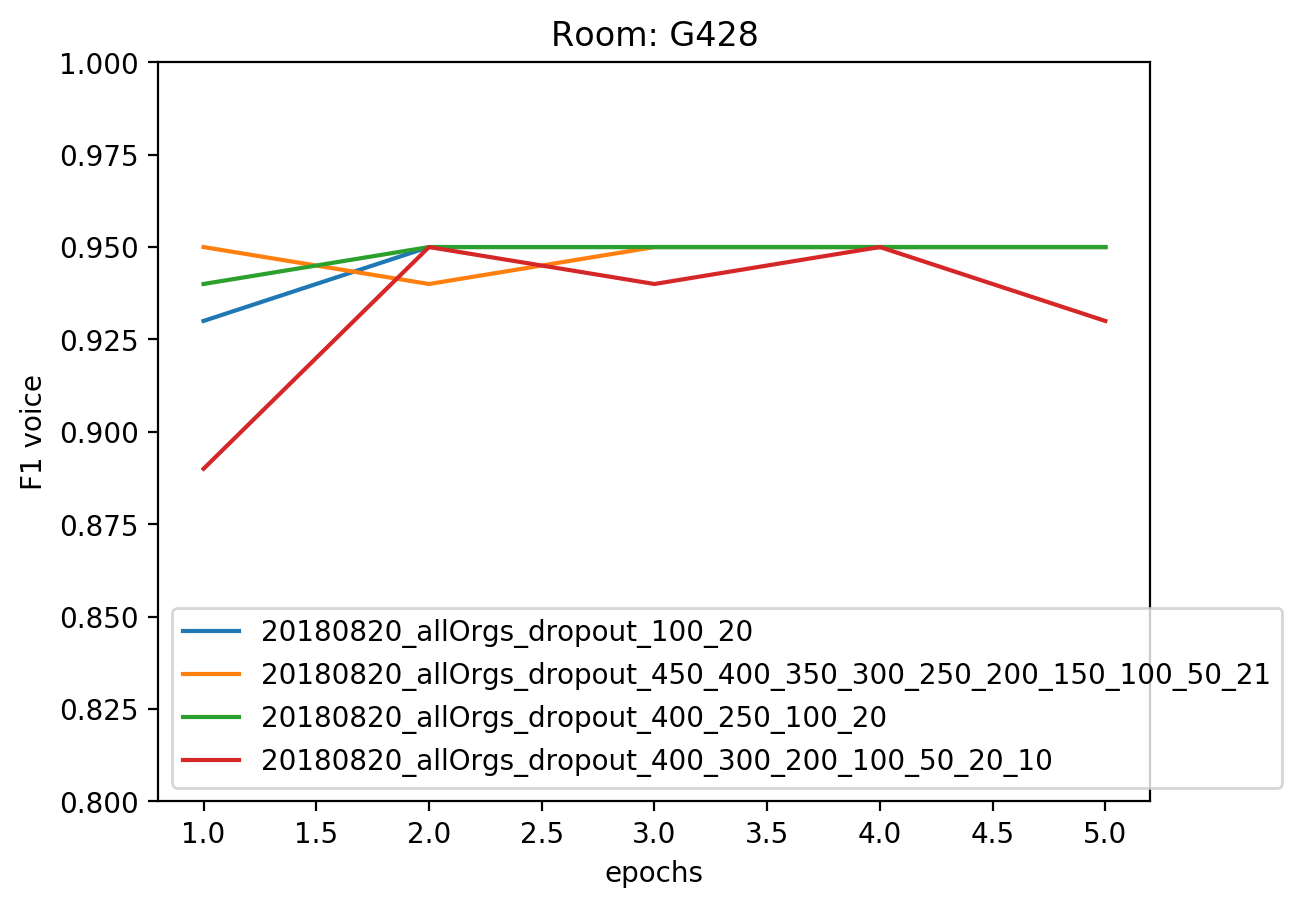 Room: G428
1.000
0.975
0.950
0.925
0.900
0.875
0.850
0.825
0.800
F1 voice
20180820_allOrgs_dropout_100_20
20180820_allOrgs_dropout_450_400_350_300_250_200_150_100_50_21
20180820_allOrgs_dropout_400_250_100_20
20180820_allOrgs_dropout_400_300_200_100_50_20_10
1.0 1.5 2.0 2.5 3.0 3.5 4.0 4.5 5.0
epochs